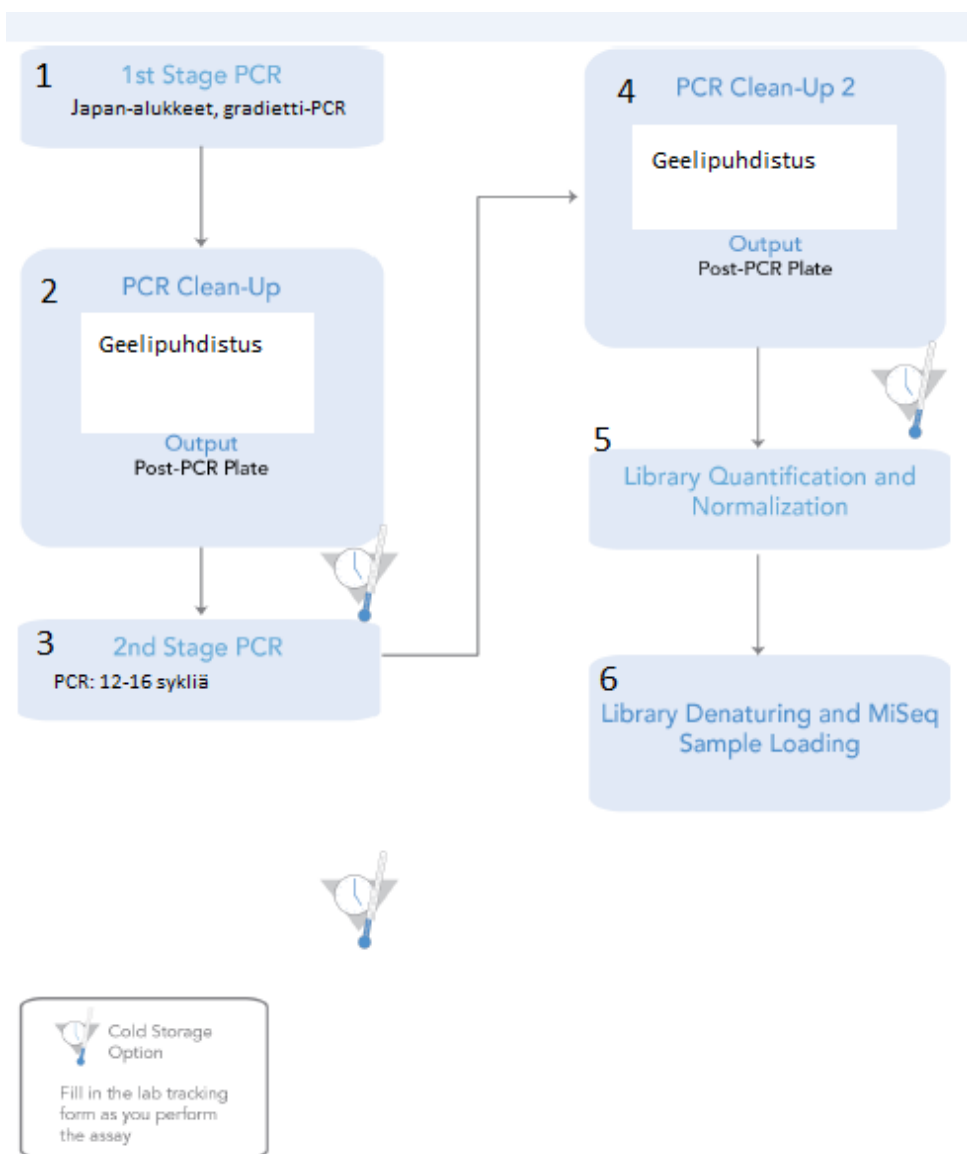 1
1st Stage PCR
Japan-alukkeet, gradietti-PCR
2
PCR Clean-Up
Geelipuhdistus
Output
Post-PCR Plate
3
2nd Stage PCR
PCR: 12-16 sykliä
4
PCR Clean-Up 2
Geelipuhdistus
Output
Post-PCR Plate
5
Library Quantification and
Normalization
6
Library Denaturing and MiSeq
Sample Loading
Cold Storage
Option
Fill in the lab tracking
form as you perform
the assay